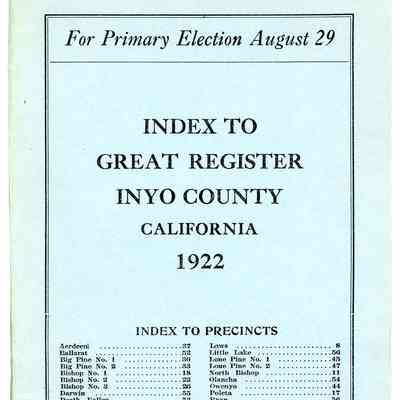 For Primary Election August 29
INDEX TO
GREAT REGISTER
INYO COUNTY
CALIFORNIA
1922
INDEX TO PRECINCTS
Aerdeeni 37
Ballarat 52
Big Pine No. 1 30
Big Pine No. 2 33
Bishop No. 1 18
Bishop No. 2 22
Bishop No. 3 26
Darwin 55
Death Valley
Laws 8
Little Lake 56
Lone Pine No. 1 45
Lone Pine No. 2 47
North Bishop 11
Olancha 54
Owenyo 44
Poleta 17